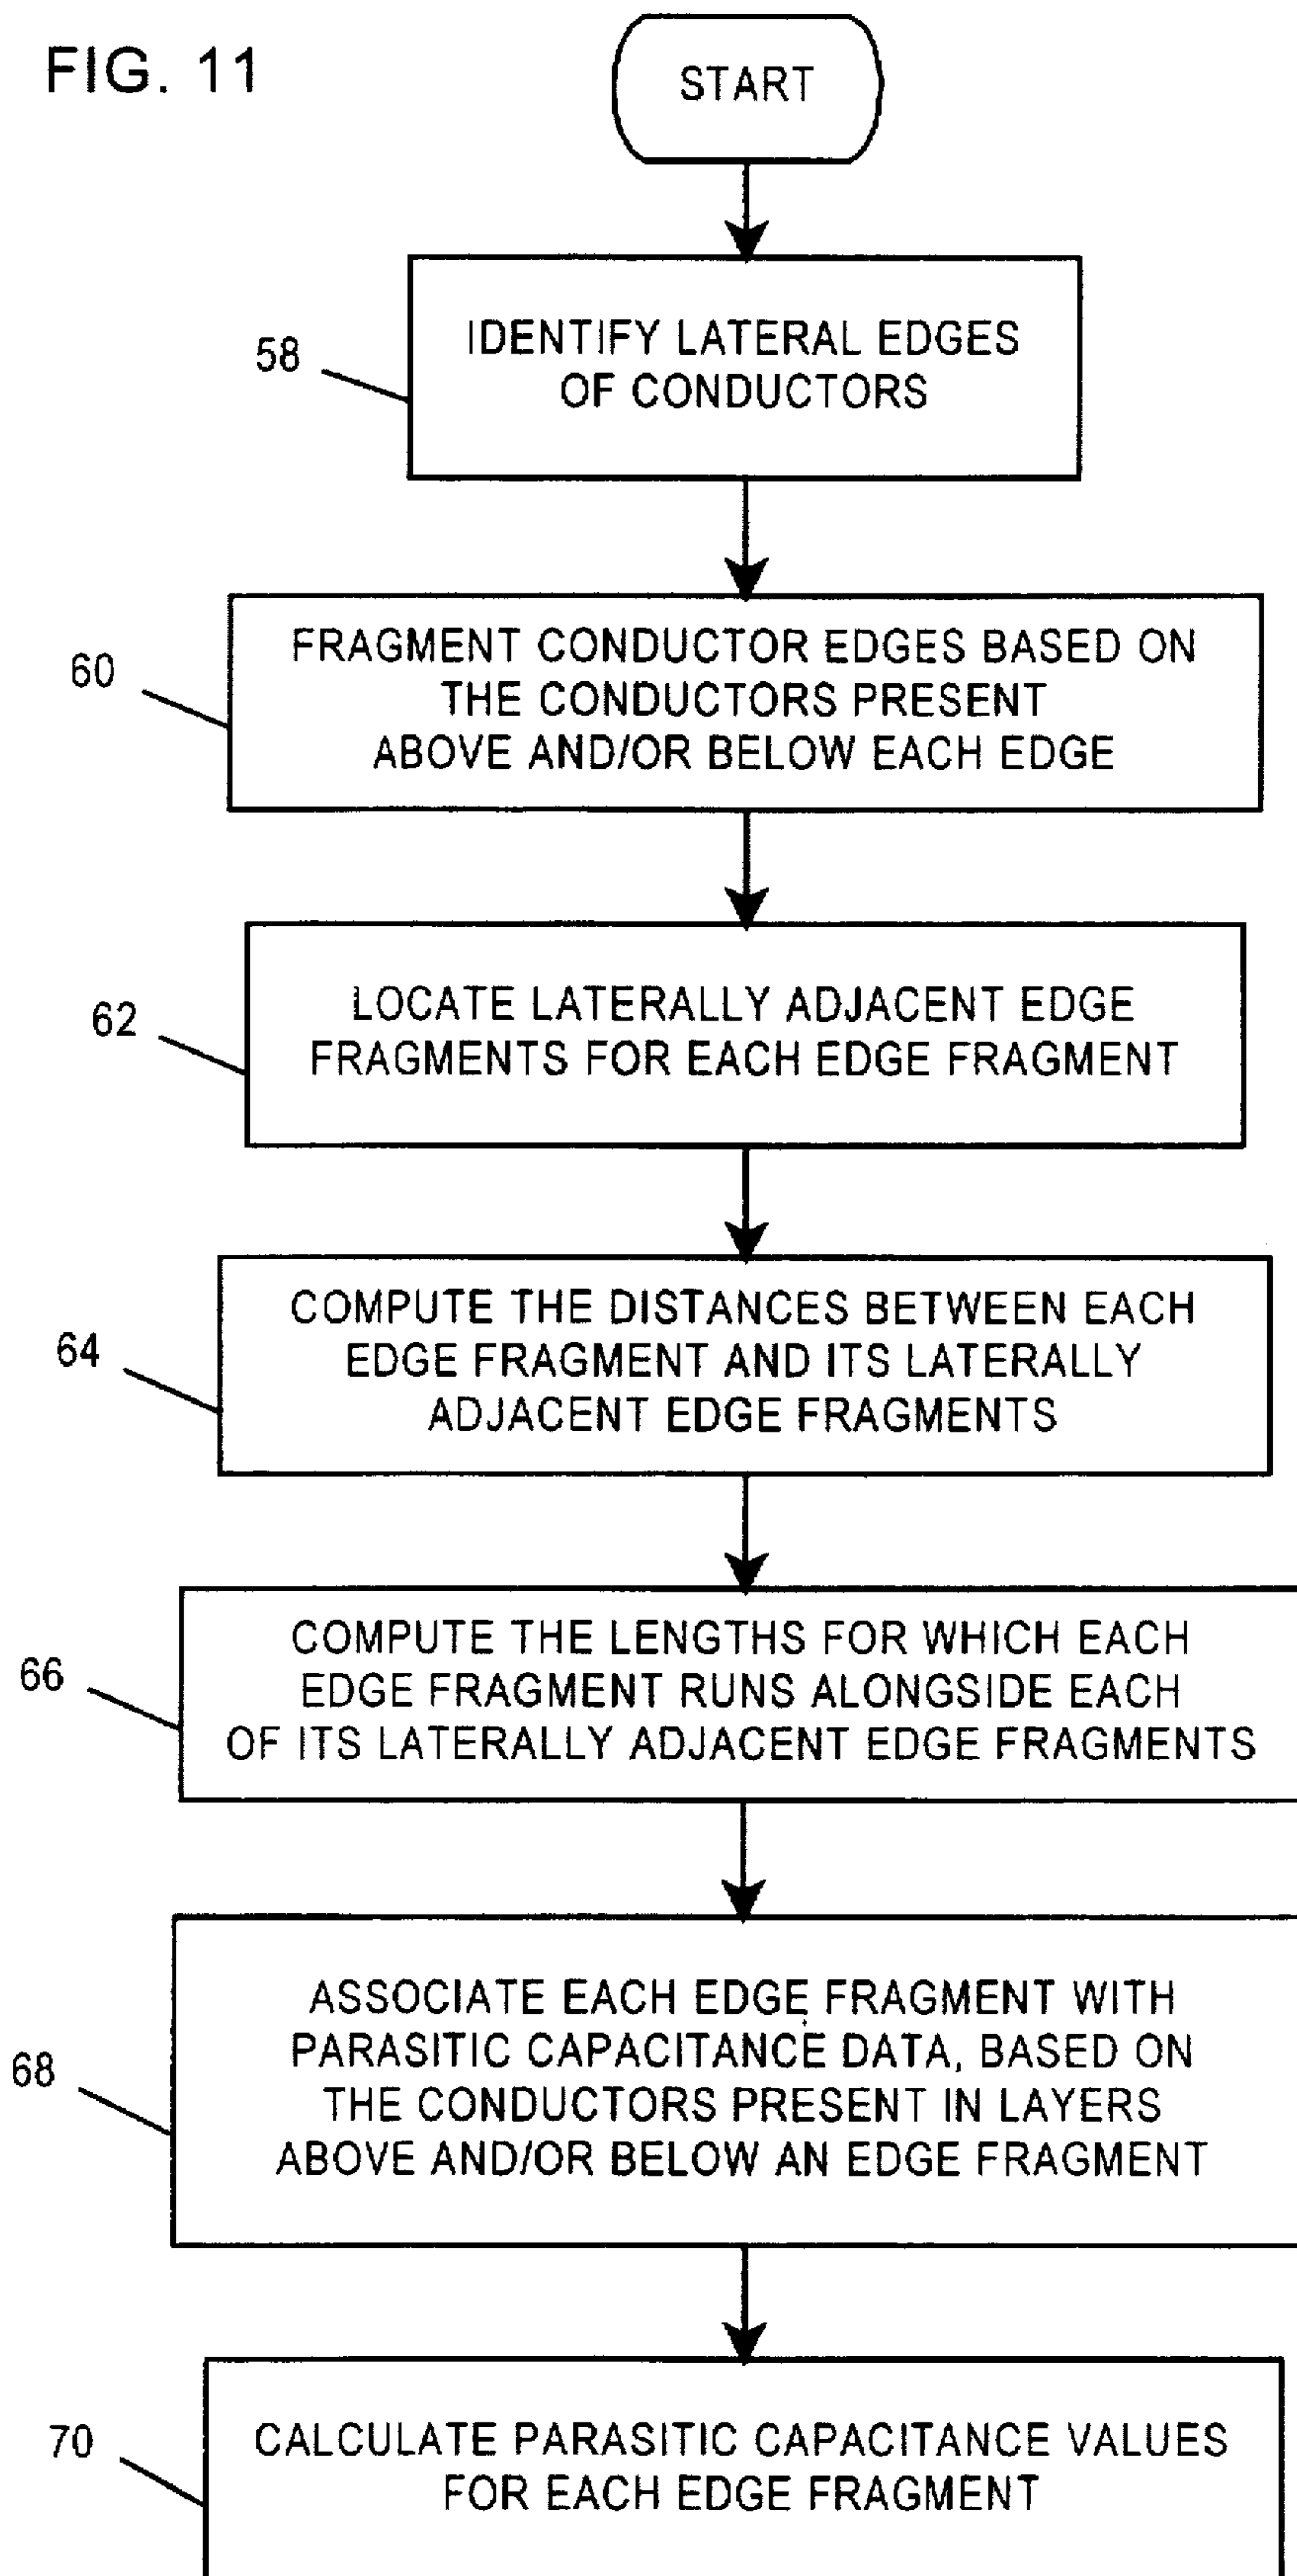 FIG. 11
START
58
IDENTIFY LATERAL EDGES
OF CONDUCTORS
60
FRAGMENT CONDUCTOR EDGES BASED ON
THE CONDUCTORS PRESENT
ABOVE AND/OR BELOW EACH EDGE
62
LOCATE LATERALLY ADJACENT EDGE
FRAGMENTS FOR EACH EDGE FRAGMENT
64
COMPUTE THE DISTANCES BETWEEN EACH
EDGE FRAGMENT AND ITS LATERALLY
ADJACENT EDGE FRAGMENTS
66
COMPUTE THE LENGTHS FOR WHICH EACH
EDGE FRAGMENT RUNS ALONGSIDE EACH
OF ITS LATERALLY ADJACENT EDGE FRAGMENTS
68
ASSOCIATE EACH EDGE FRAGMENT WITH
PARASITIC CAPACITANCE DATA, BASED ON
THE CONDUCTORS PRESENT IN LAYERS
ABOVE AND/OR BELOW AN EDGE FRAGMENT
70
CALCULATE PARASITIC CAPACITANCE VALUES
FOR EACH EDGE FRAGMENT